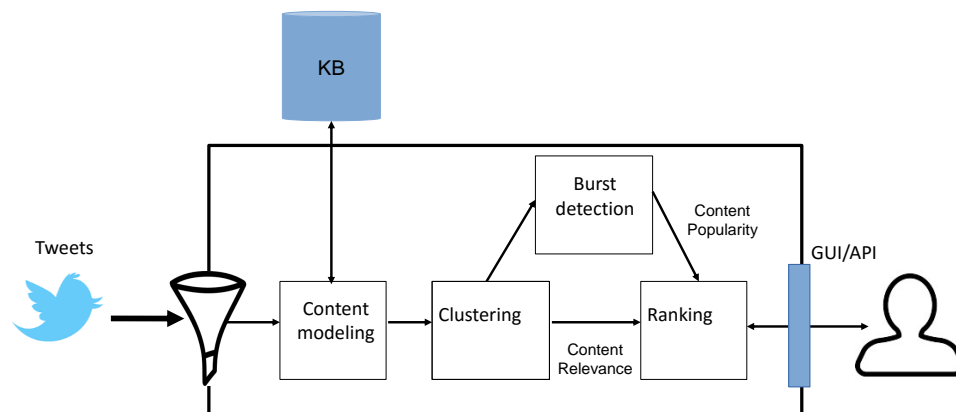 KB
Burst
detection
Content
Popularity
Tweets
GUI/API
Content
modeling
Clustering
Ranking
Content
Relevance